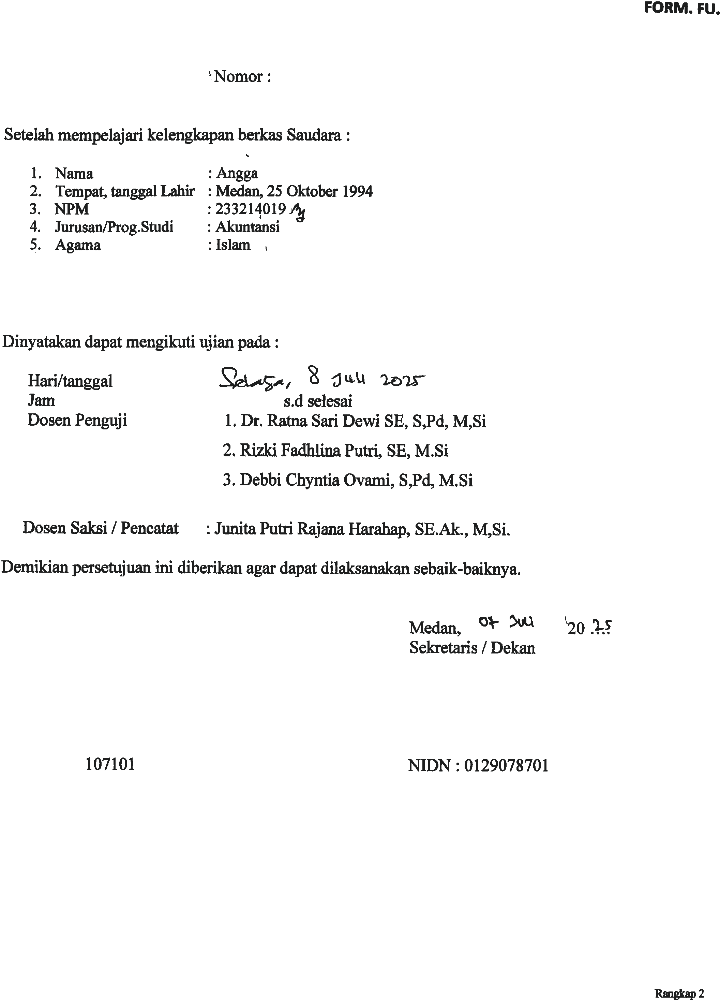 FORM. FU.
Nomor :
Setelah mempelajari kelengkapan berkas Saudara :
1. Nama : Angga
2. Tempat, tanggal Lahir : Medan, 25 Oktober 1994
3. NPM : 233214019
4. Jurusan/Prog.Studi : Akuntansi
5. Agama : Islam
Dinyatakan dapat mengikuti ujian pada :
Hari/tanggal Selasa, 8 Juli 2025
Jam s.d selesai
Dosen Penguji 1. Dr. Ratna Sari Dewi SE, S,Pd, M,Si
2. Rizki Fadhlina Putri, SE, M.Si
3. Debbi Chyntia Ovami, S,Pd, M.Si
Dosen Saksi / Pencatat : Junita Putri Rajana Harahap, SE.Ak., M,Si.
Demikian persetujuan ini diberikan agar dapat dilaksanakan sebaik-baiknya.
Medan, 07 Juli 20 25
Sekretaris / Dekan
107101 NIDN : 0129078701
Rangkap 2